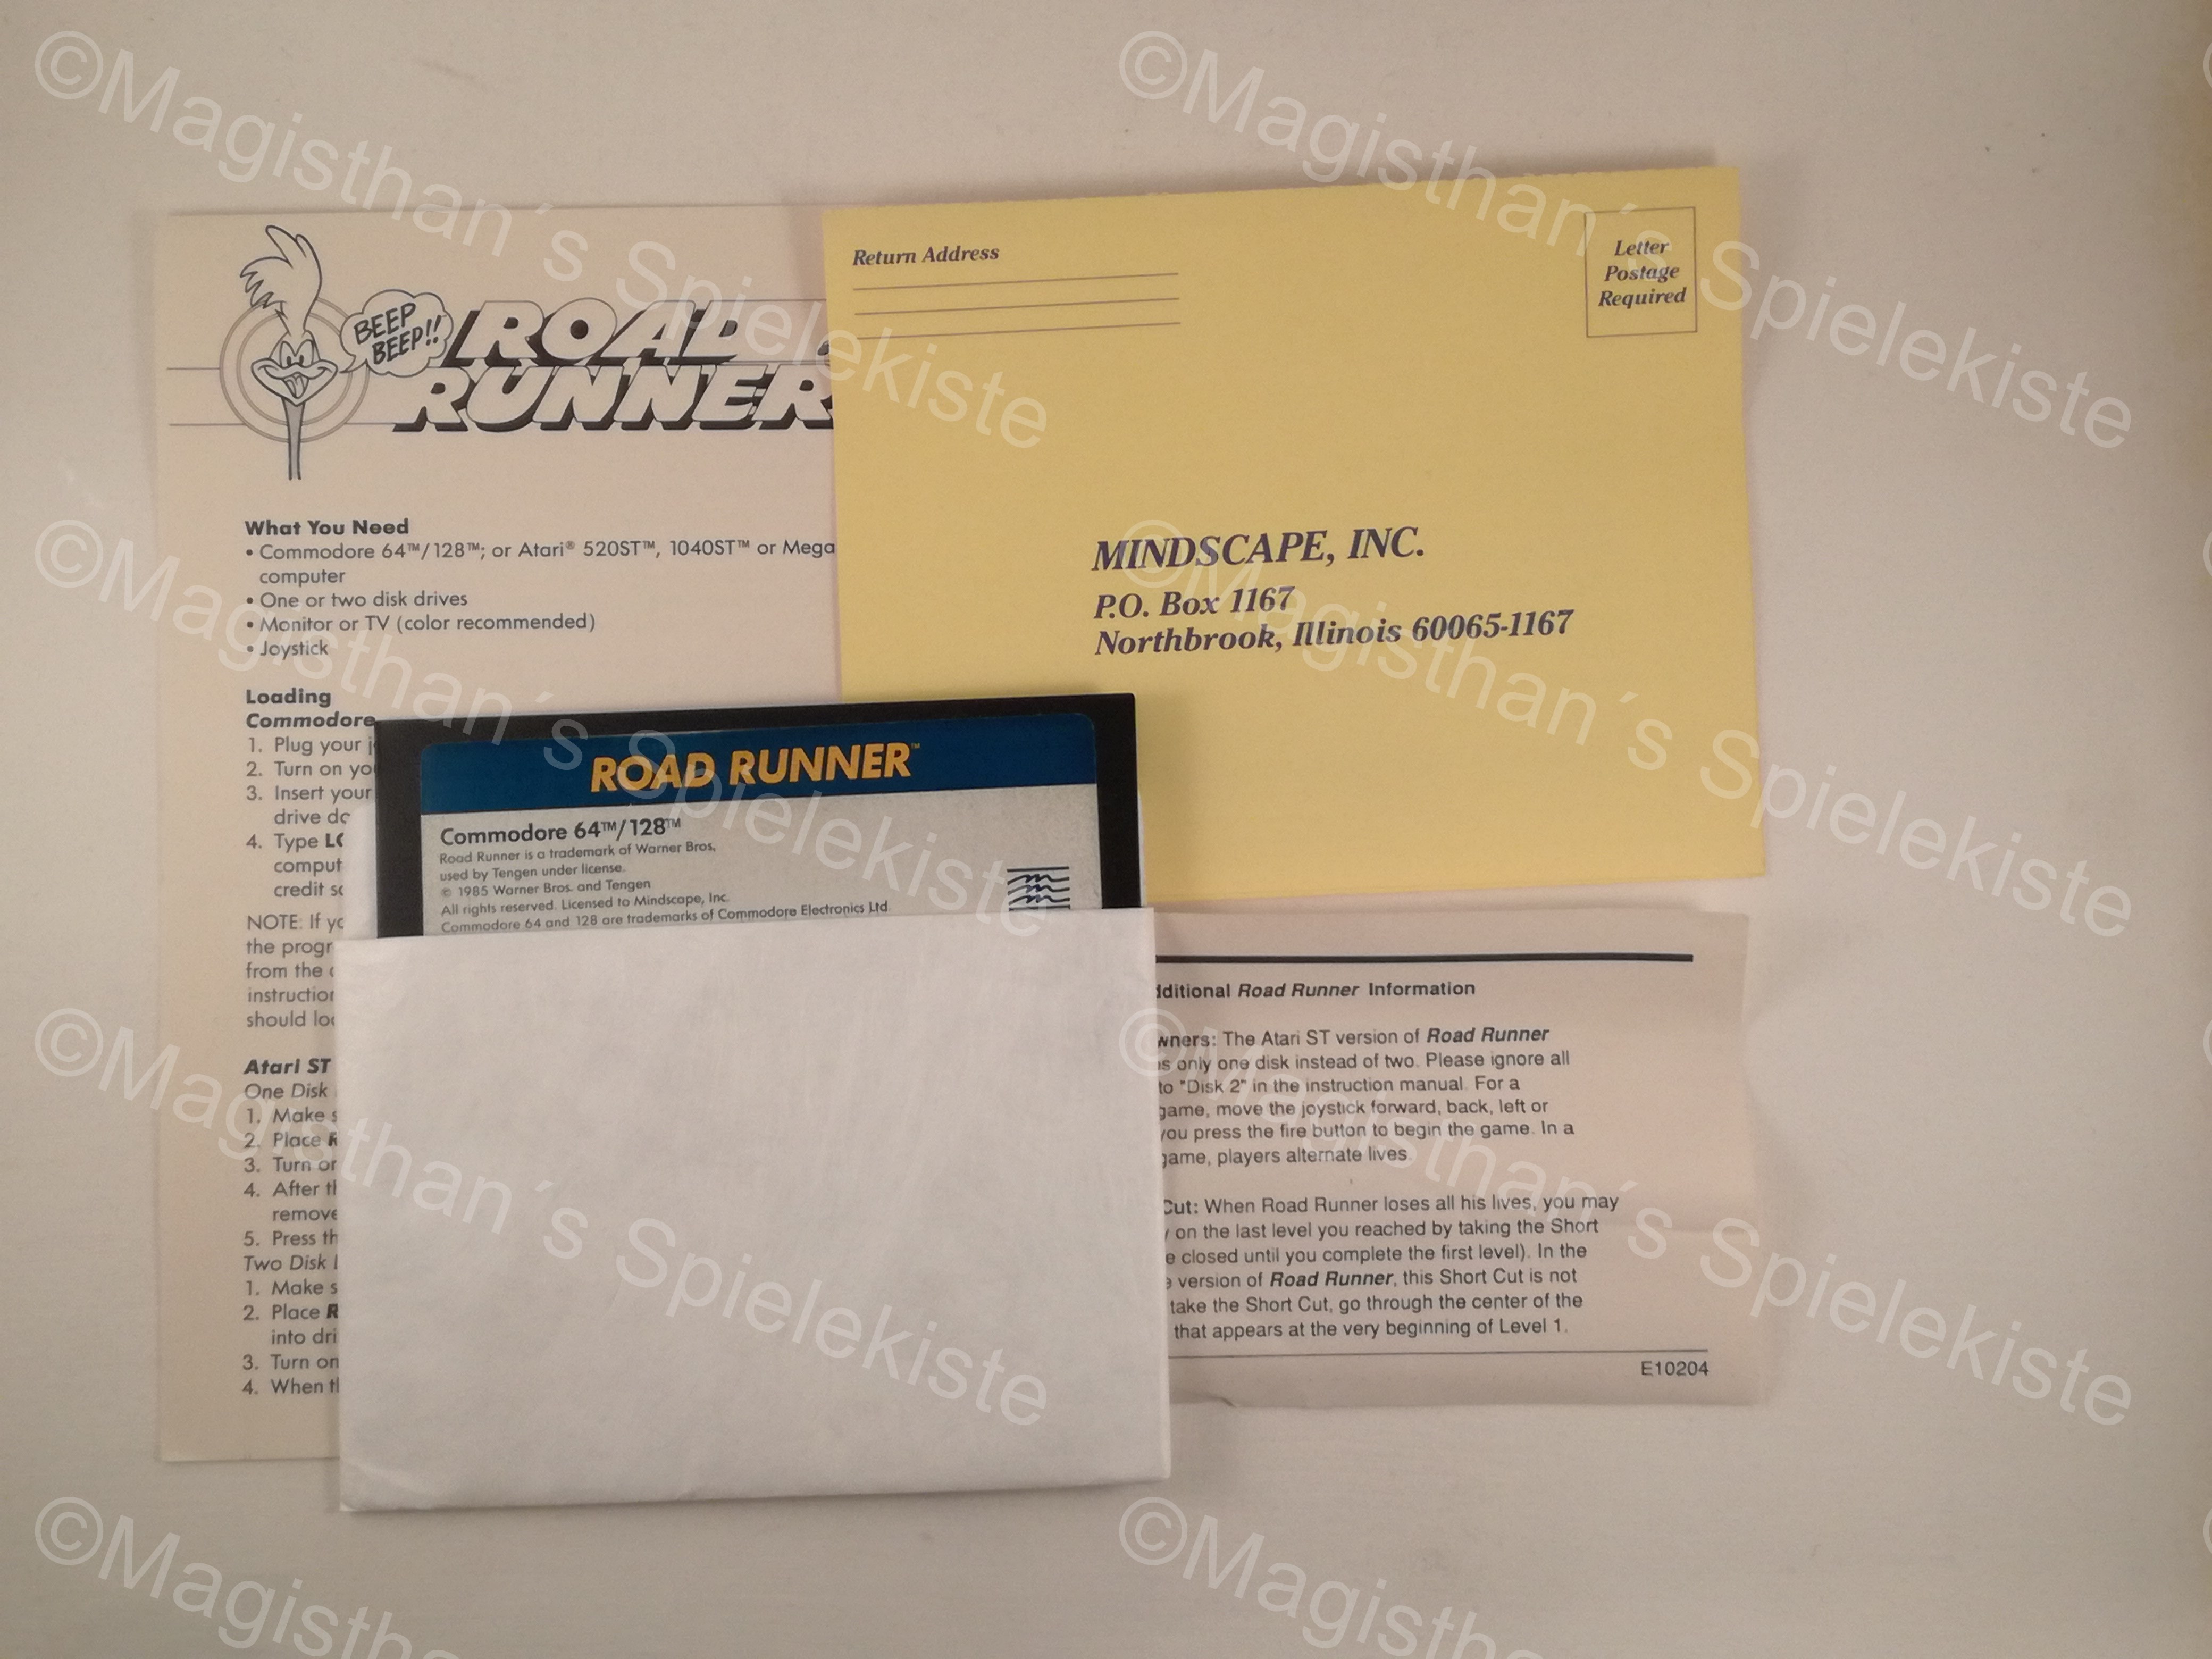 BEEP
BEEP!!
ROAD
RUNNER
What You Need
• Commodore 64™/128™; or Atari® 520ST™, 1040ST™ or Mega
computer
• One or two disk drives
• Monitor or TV (color recommended)
• Joystick
Loading
Commodore
1. Plug your
2. Turn on
3. Insert your
drive
4. Type
credit
NOTE: If
the
from the
should
Atari ST
One Disk
1. Make
2. Place
3. Turn
4. After
5. Press
Two Disk
1. Make
2. Place
into
3. Turn on
4. When
Return Address
Letter
Postage
Required
MINDSCAPE, INC.
P.O. Box 1167
Northbrook, Illinois 60065-1167
ROAD RUNNER™
Commodore 64™/128™
Road Runner is a trademark of Warner Bros.
used by Tengen under license.
© 1985 Warner Bros. and Tengen
All rights reserved. Licensed to Mindscape, Inc.
Commodore 64 and 128 are trademarks of Commodore Electronics Ltd
Road Runner Information
The Atari ST version of Road Runner
only one disk instead of two. Please ignore all
to "Disk 2" in the instruction manual. For a
game, move the joystick forward, back, left or
you press the fire button to begin the game. In a
game, players alternate lives.
Cut: When Road Runner loses all his lives, you may
on the last level you reached by taking the Short
closed until you complete the first level). In the
version of Road Runner, this Short Cut is not
take the Short Cut, go through the center of the
that appears at the very beginning of Level 1.
E10204
©Magisthan´s Spielekiste
©Magisthan´s Spielekiste
©Magisthan´s Spielekiste
©Magisthan´s Spielekiste
©Magisthan´s Spielekiste
©Magisthan´s Spielekiste